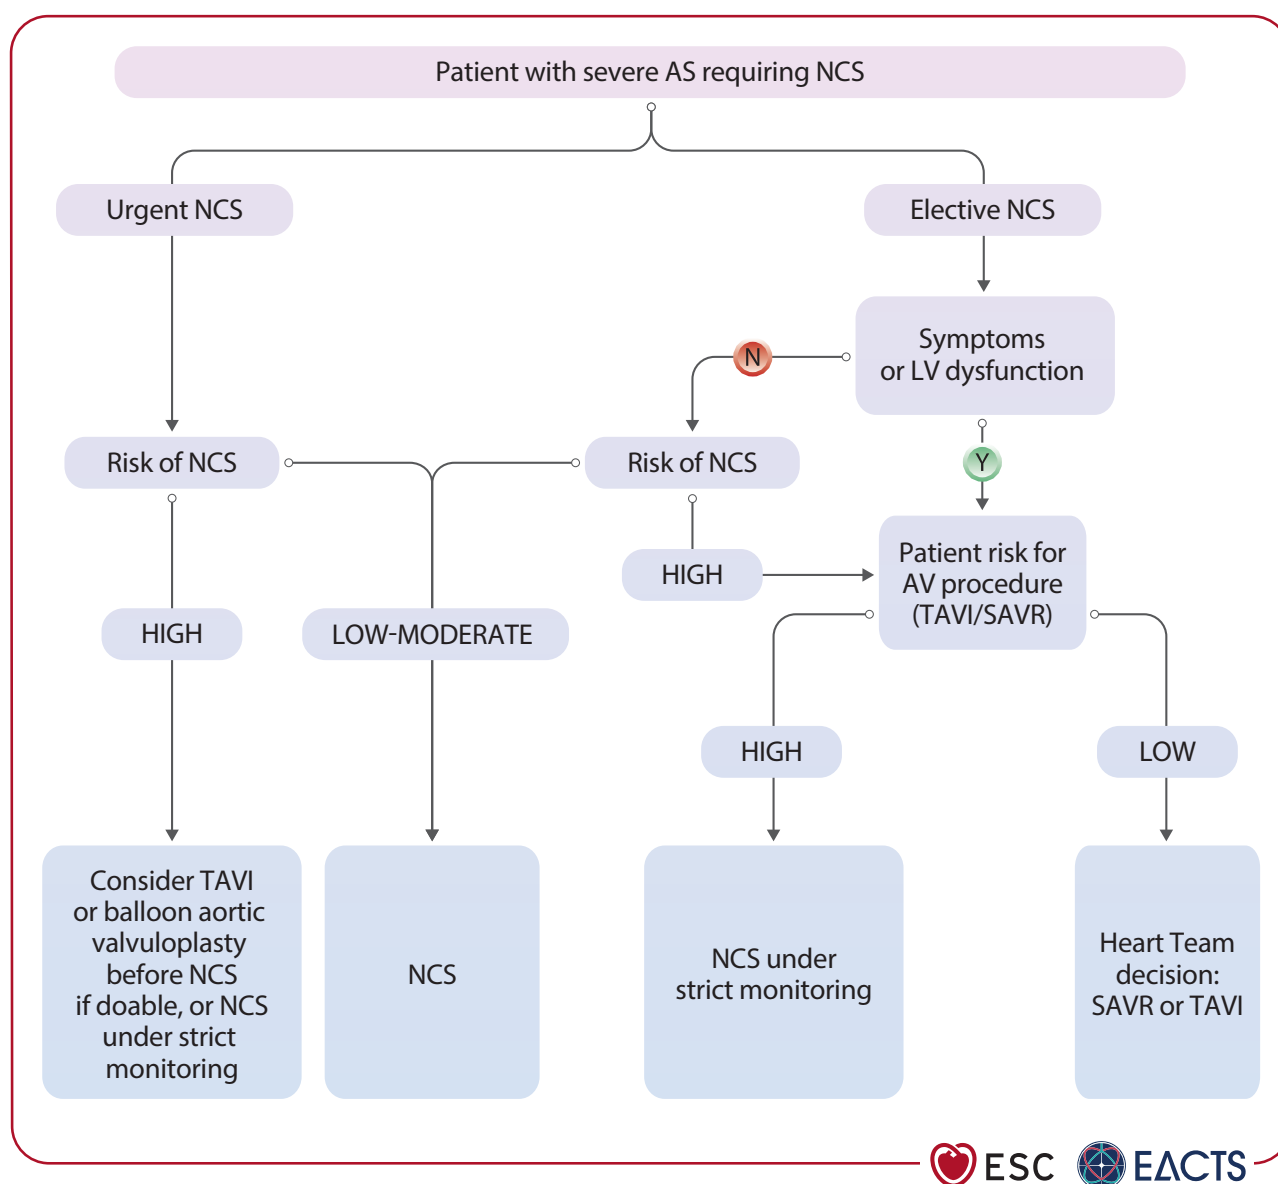 Patient with severe AS requiring NCS
Urgent NCS
Elective NCS
Symptoms
or LV dysfunction
N
Y
Risk of NCS
Risk of NCS
HIGH
Patient risk for
AV procedure
(TAVI/SAVR)
HIGH
LOW-MODERATE
HIGH
LOW
Consider TAVI
or balloon aortic
valvuloplasty
before NCS
if doable, or NCS
under strict
monitoring
NCS
NCS under
strict monitoring
Heart Team
decision:
SAVR or TAVI
ESC
EACTS